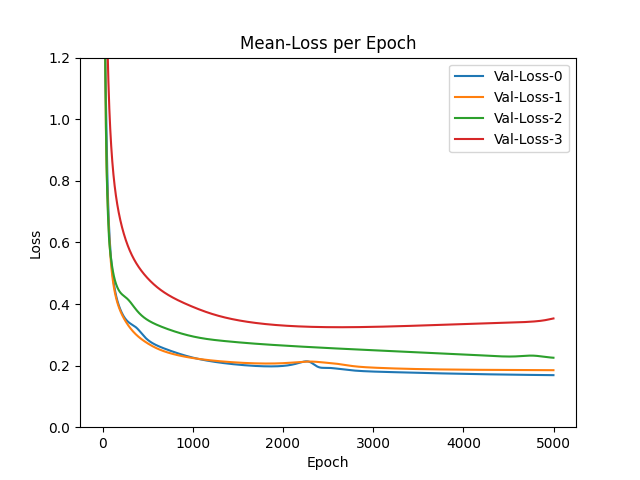 Mean-Loss per Epoch
1.2
1.0
0.8
0.6
0.4
0.2
0.0
Loss
Val-Loss-0
Val-Loss-1
Val-Loss-2
Val-Loss-3
0 1000 2000 3000 4000 5000
Epoch